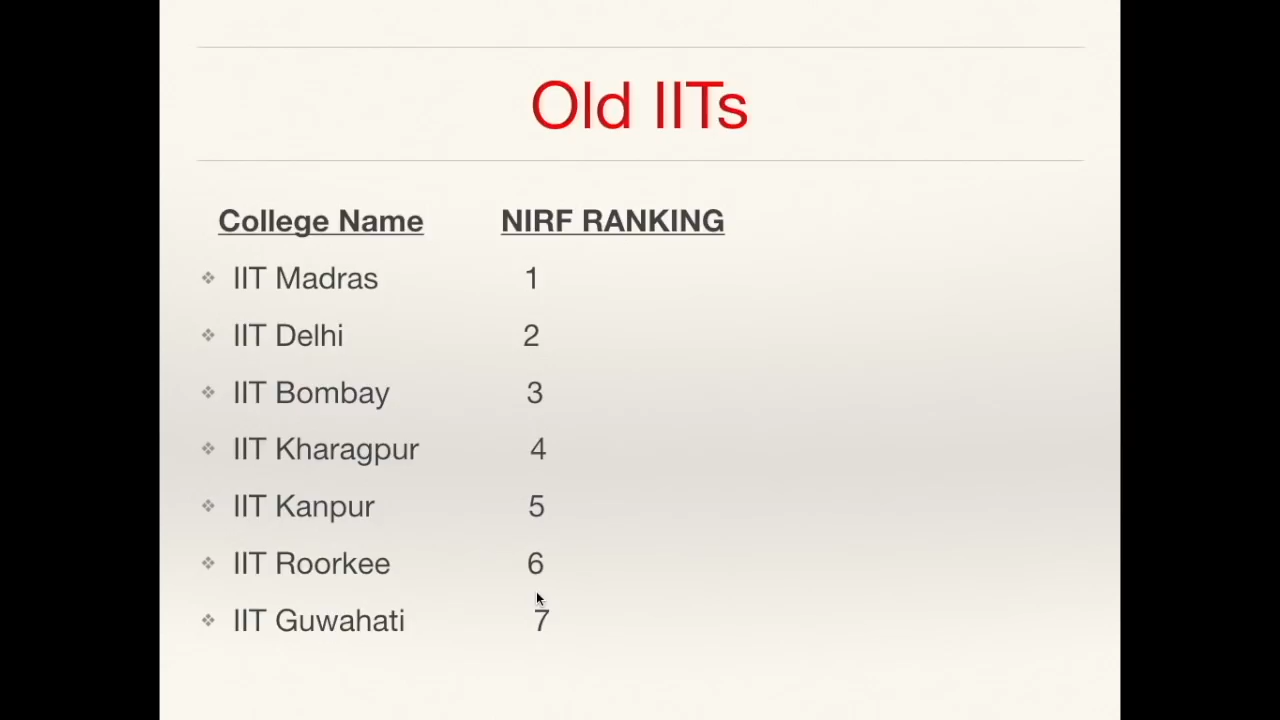 Old IITs
College Name NIRF RANKING
IIT Madras 1
IIT Delhi 2
IIT Bombay 3
IIT Kharagpur 4
IIT Kanpur 5
IIT Roorkee 6
IIT Guwahati 7